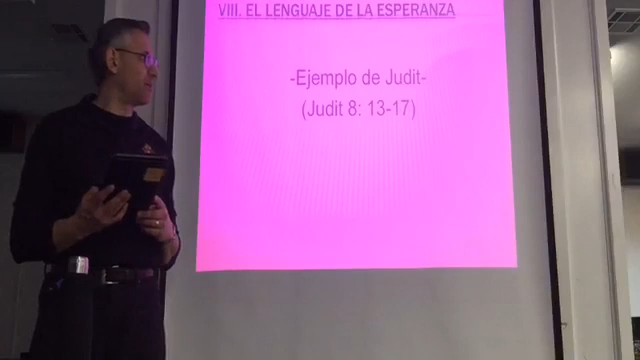 VIII. EL LENGUAJE DE LA ESPERANZA
-Ejemplo de Judit-
(Judit 8: 13-17)